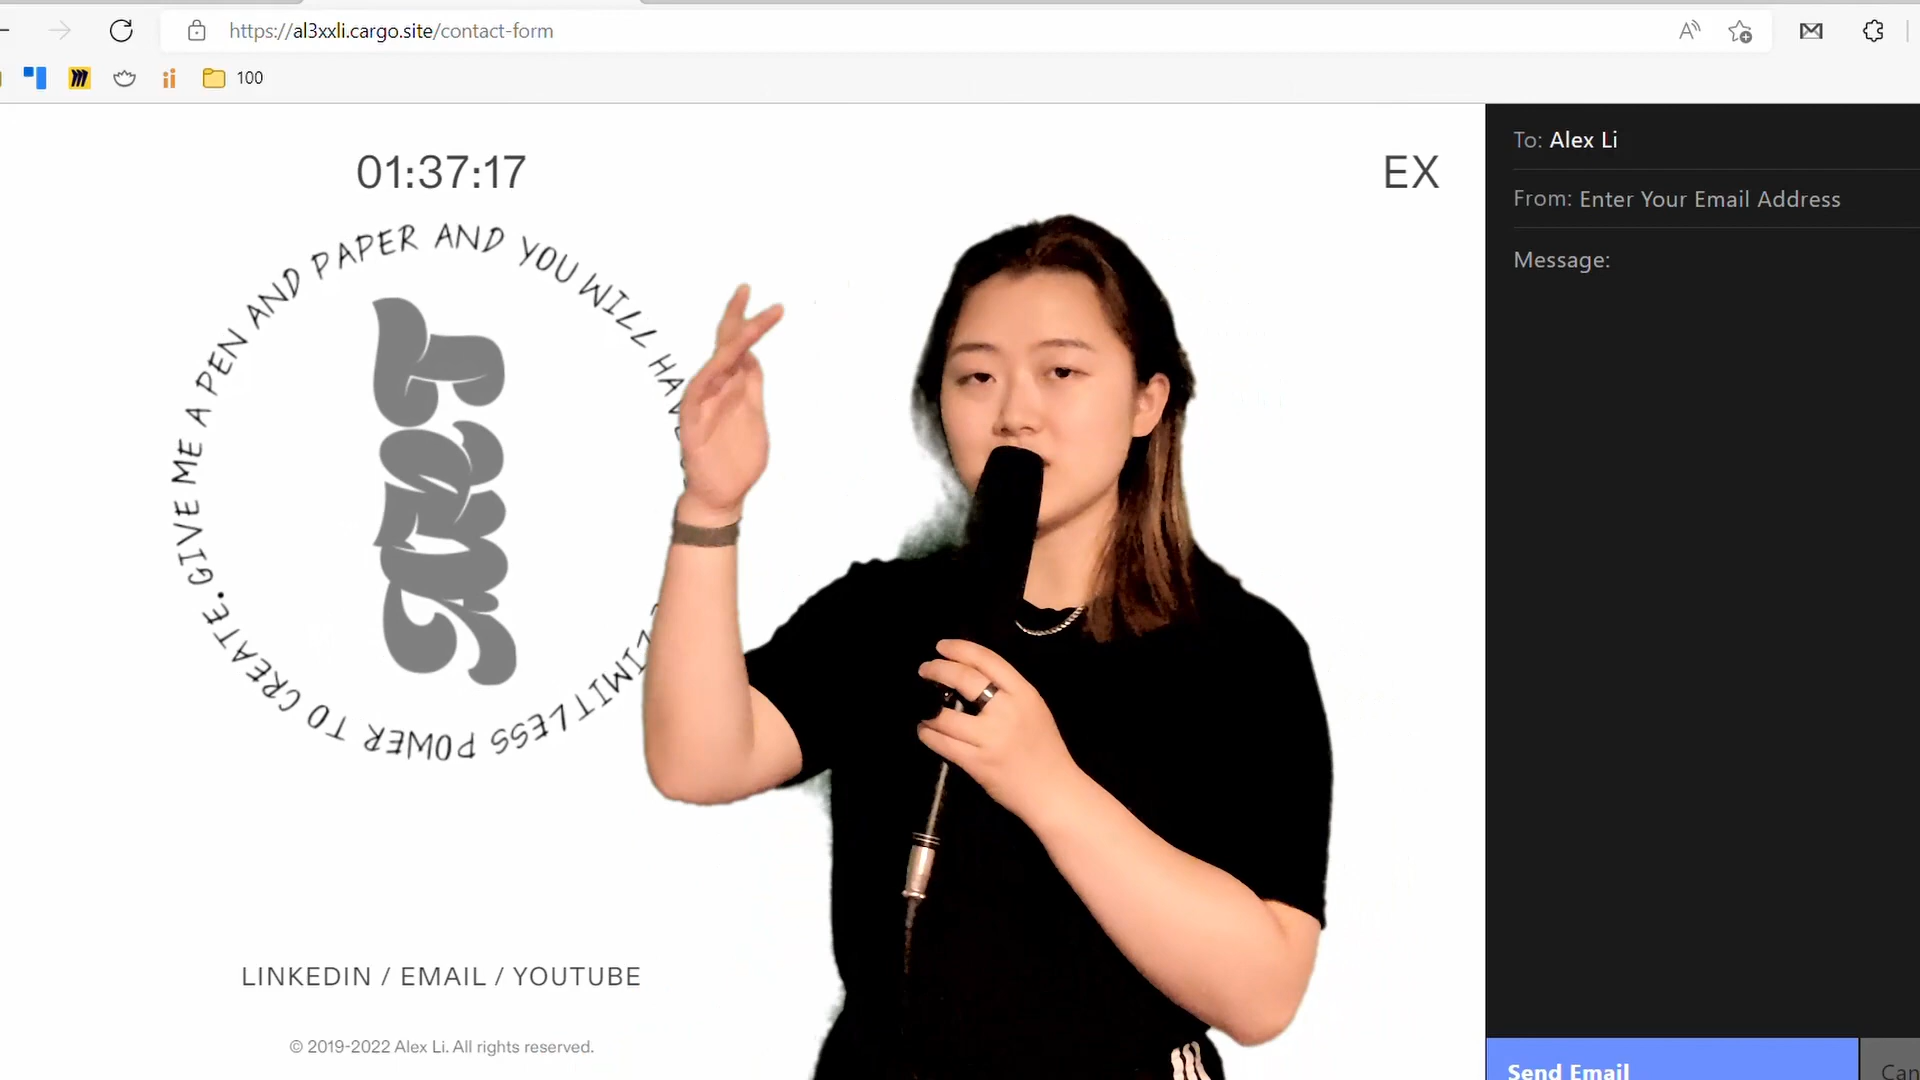 https://al3xxli.cargo.site/contact-form
100
01:37:17
EX
GIVE ME A PEN AND PAPER AND YOU WILL
LIMITLESS POWER TO CREATE.
LINKEDIN / EMAIL / YOUTUBE
© 2019-2022 Alex Li. All rights reserved.
To: Alex Li
From: Enter Your Email Address
Message:
Send Email